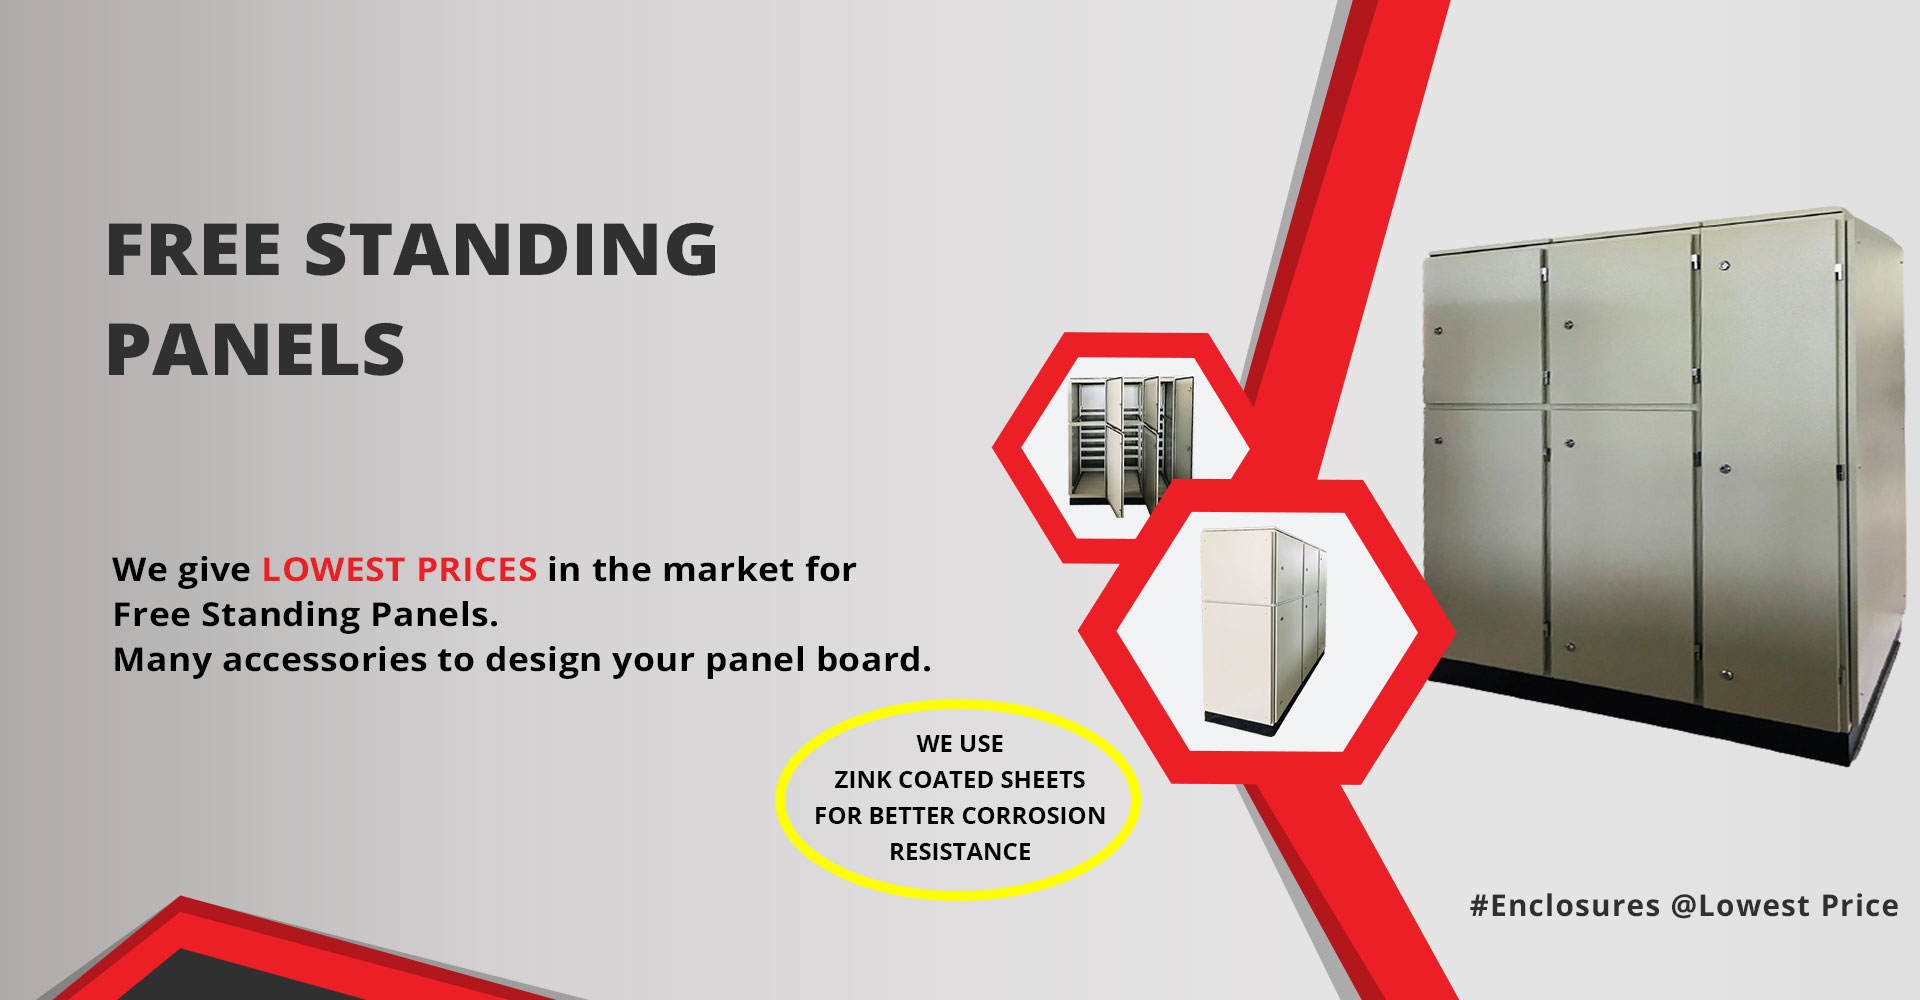 FREE STANDING
PANELS
We give LOWEST PRICES in the market for
Free Standing Panels.
Many accessories to design your panel board.
WE USE
ZINK COATED SHEETS
FOR BETTER CORROSION
RESISTANCE
#Enclosures @Lowest Price